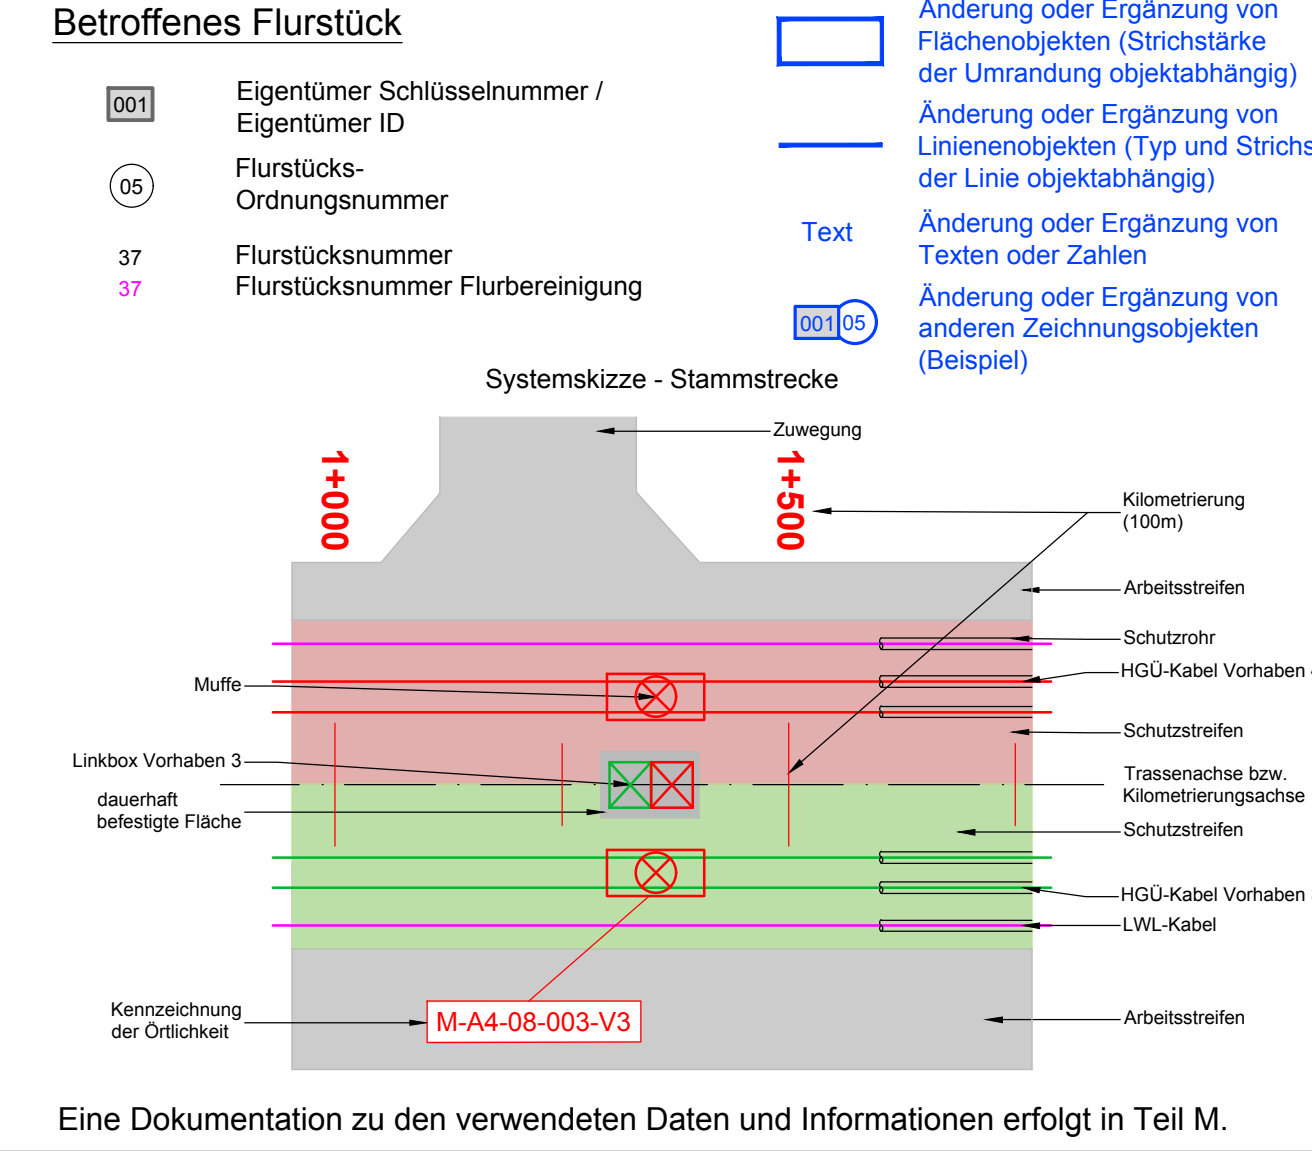 Betroffenes Flurstück
001
Eigentümer Schlüsselnummer /
Eigentümer ID
05
Flurstücks-
Ordnungsnummer
37
Flurstücksnummer
37
Flurstücksnummer Flurbereinigung
Änderung oder Ergänzung von
Flächenobjekten (Strichstärke
der Umrandung objektabhängig)
Änderung oder Ergänzung von
Linienenobjekten (Typ und Strichs
der Linie objektabhängig)
Text
Änderung oder Ergänzung von
Texten oder Zahlen
001 05
Änderung oder Ergänzung von
anderen Zeichnungsobjekten
(Beispiel)
Systemskizze - Stammstrecke
Zuwegung
1+000
1+500
Kilometrierung
(100m)
Arbeitsstreifen
Schutzrohr
HGÜ-Kabel Vorhaben
Muffe
Schutzstreifen
Linkbox Vorhaben 3
Trassenachse bzw.
Kilometrierungsachse
dauerhaft
befestigte Fläche
Schutzstreifen
HGÜ-Kabel Vorhaben
LWL-Kabel
Kennzeichnung
der Örtlichkeit
M-A4-08-003-V3
Arbeitsstreifen
Eine Dokumentation zu den verwendeten Daten und Informationen erfolgt in Teil M.